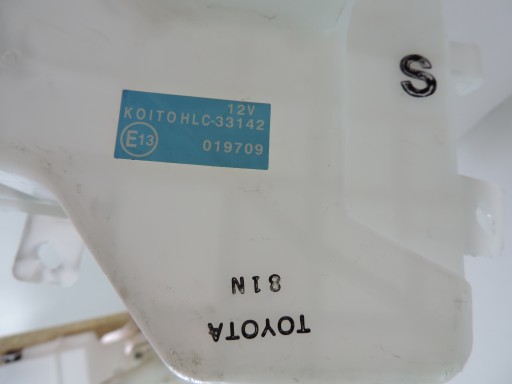 12V
KOITO HLC-33142
E13 019709
S
TOYOTA
81N